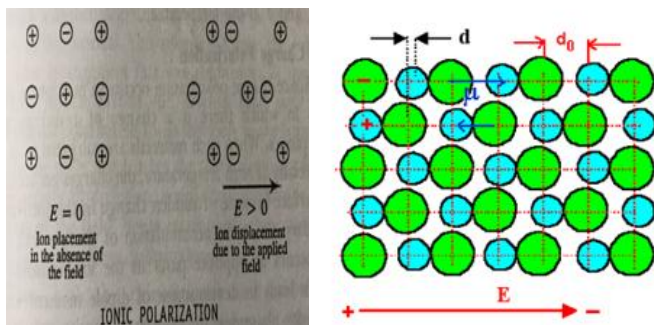 ⊕ ⊖ ⊕
⊖ ⊕ ⊖
⊕ ⊖ ⊕
E = 0
Ion placement
in the absence of
the field
⊕⊖ ⊕
⊖ ⊕⊖
⊕⊖ ⊕
E > 0
Ion displacement
due to the applied
field
IONIC POLARIZATION
d
d₀
−
μ
+
E
+ −